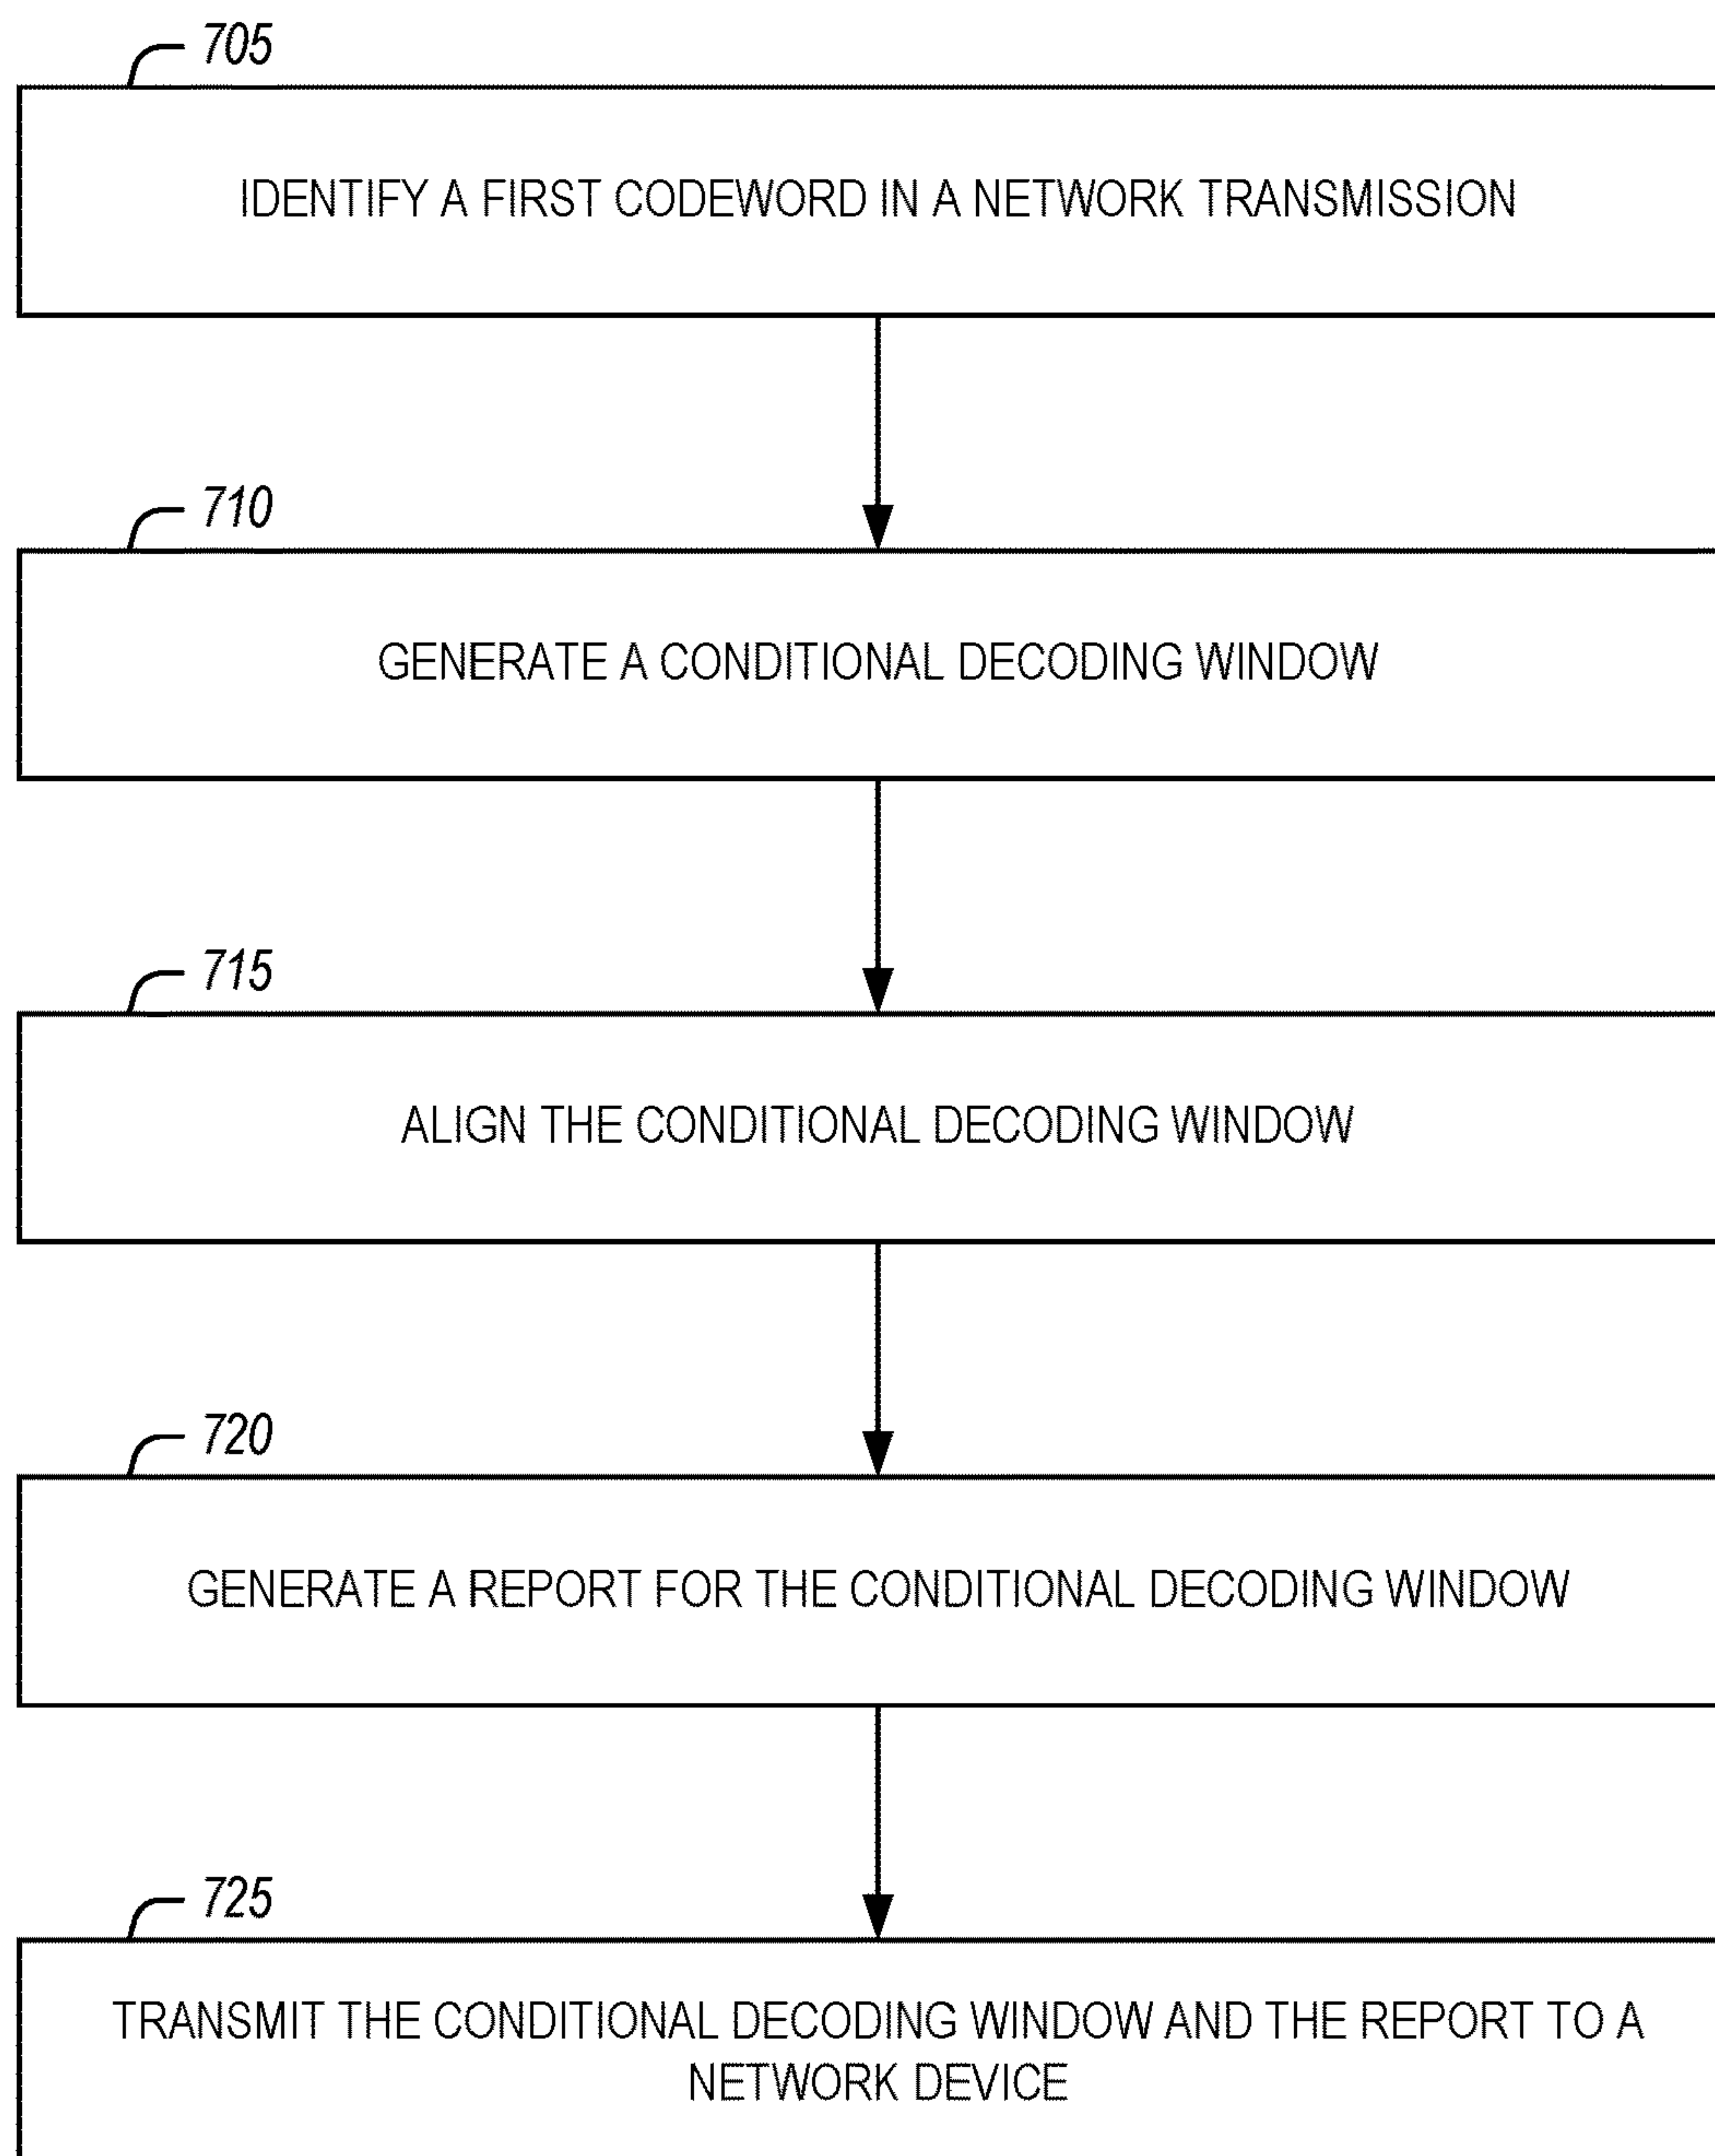 705
IDENTIFY A FIRST CODEWORD IN A NETWORK TRANSMISSION
710
GENERATE A CONDITIONAL DECODING WINDOW
715
ALIGN THE CONDITIONAL DECODING WINDOW
720
GENERATE A REPORT FOR THE CONDITIONAL DECODING WINDOW
725
TRANSMIT THE CONDITIONAL DECODING WINDOW AND THE REPORT TO A
NETWORK DEVICE